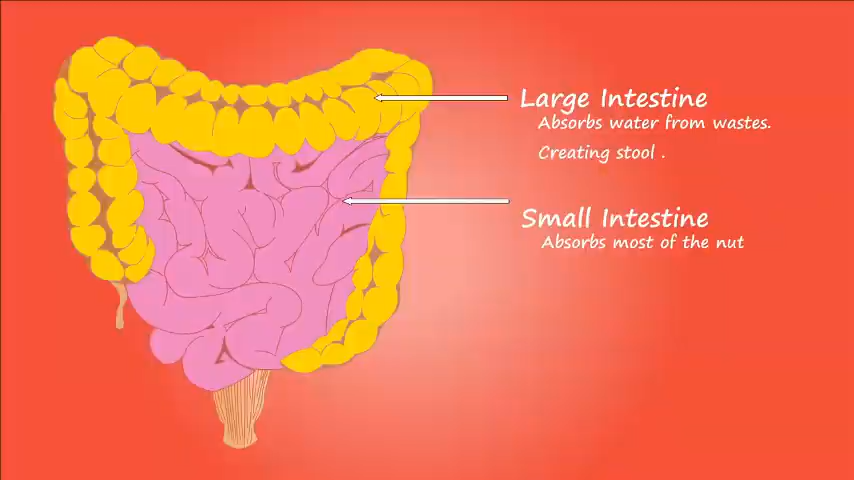 Large Intestine
Absorbs water from wastes.
Creating stool .
Small Intestine
Absorbs most of the nut